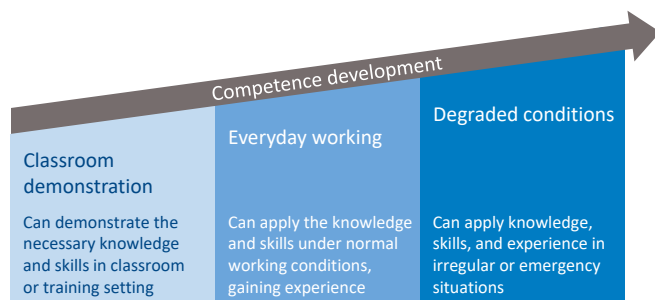 Competence development
Classroom
demonstration
Can demonstrate the
necessary knowledge
and skills in classroom
or training setting
Everyday working
Can apply the knowledge
and skills under normal
working conditions,
gaining experience
Degraded conditions
Can apply knowledge,
skills, and experience in
irregular or emergency
situations